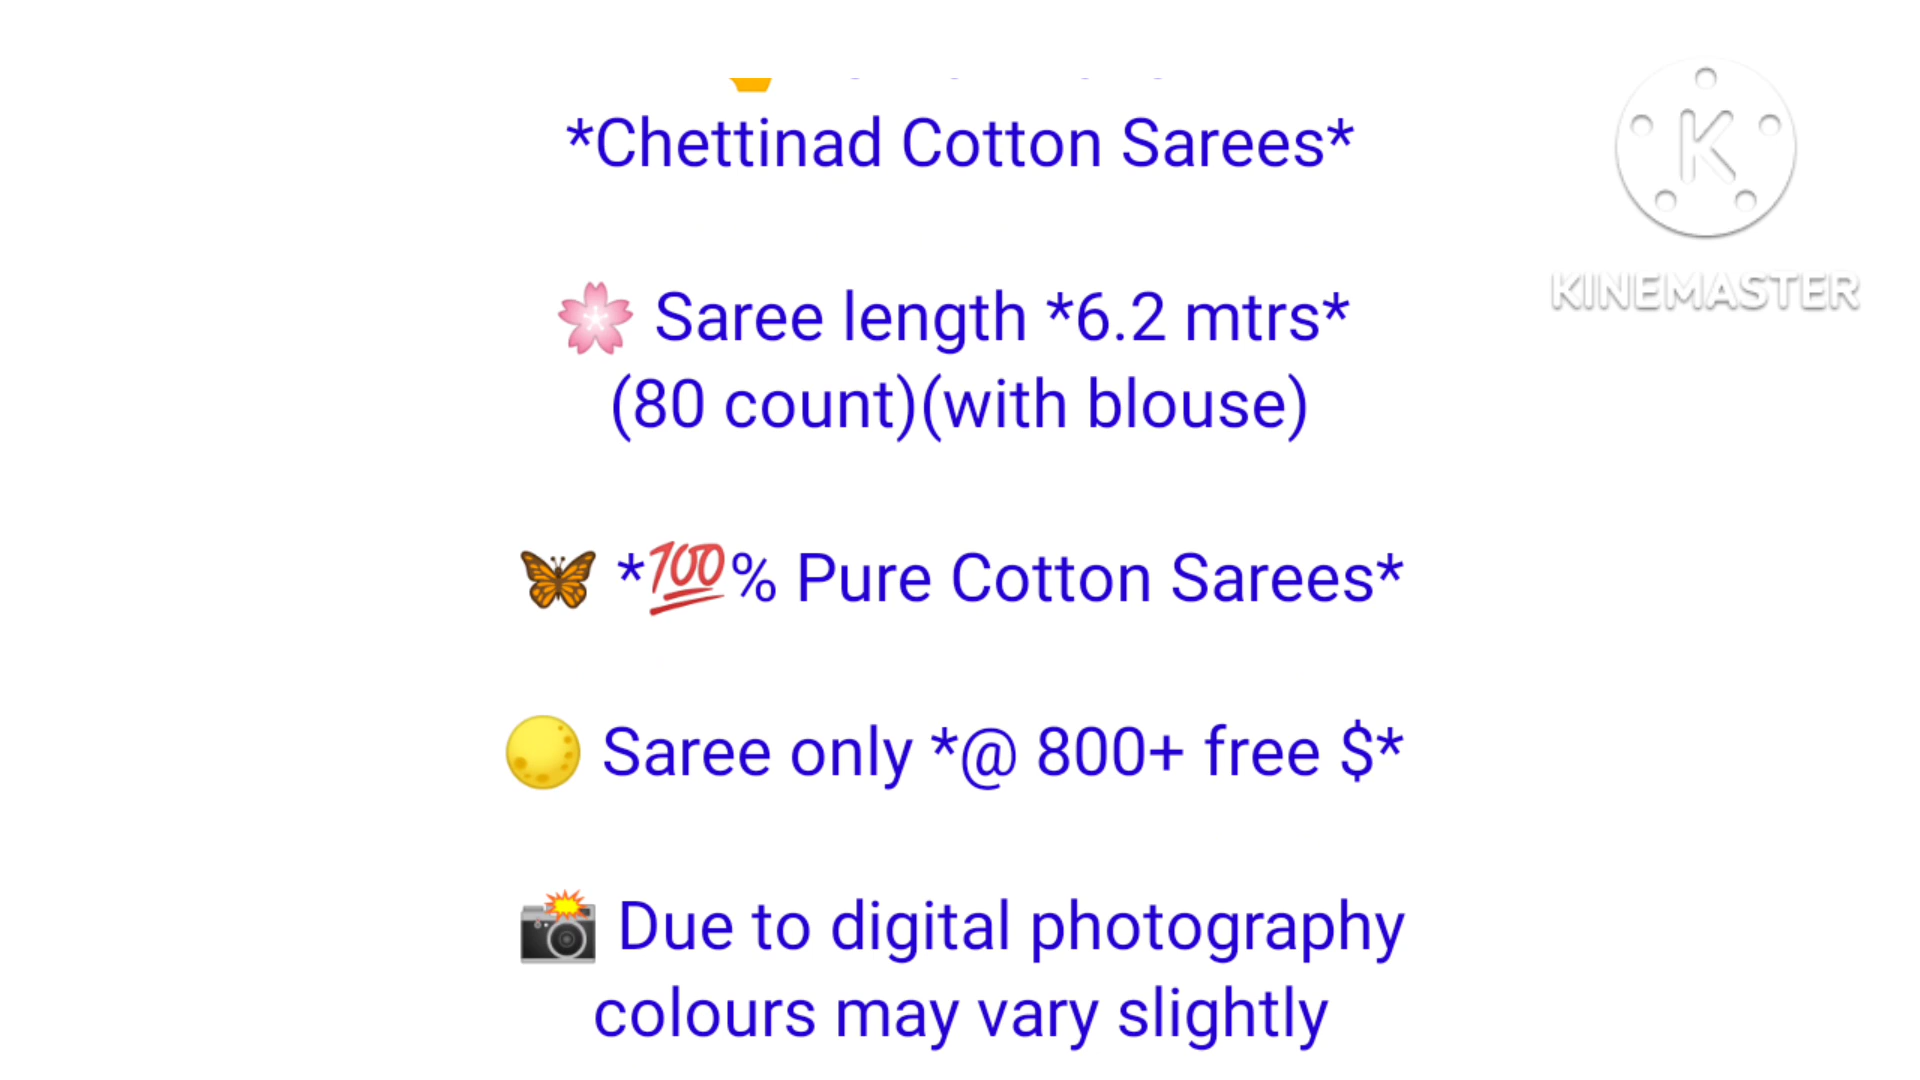 *Chettinad Cotton Sarees*
🌸 Saree length *6.2 mtrs*
(80 count)(with blouse)
🦋 *💯% Pure Cotton Sarees*
🌕 Saree only *@ 800+ free $*
📸 Due to digital photography
colours may vary slightly
K
KINEMASTER